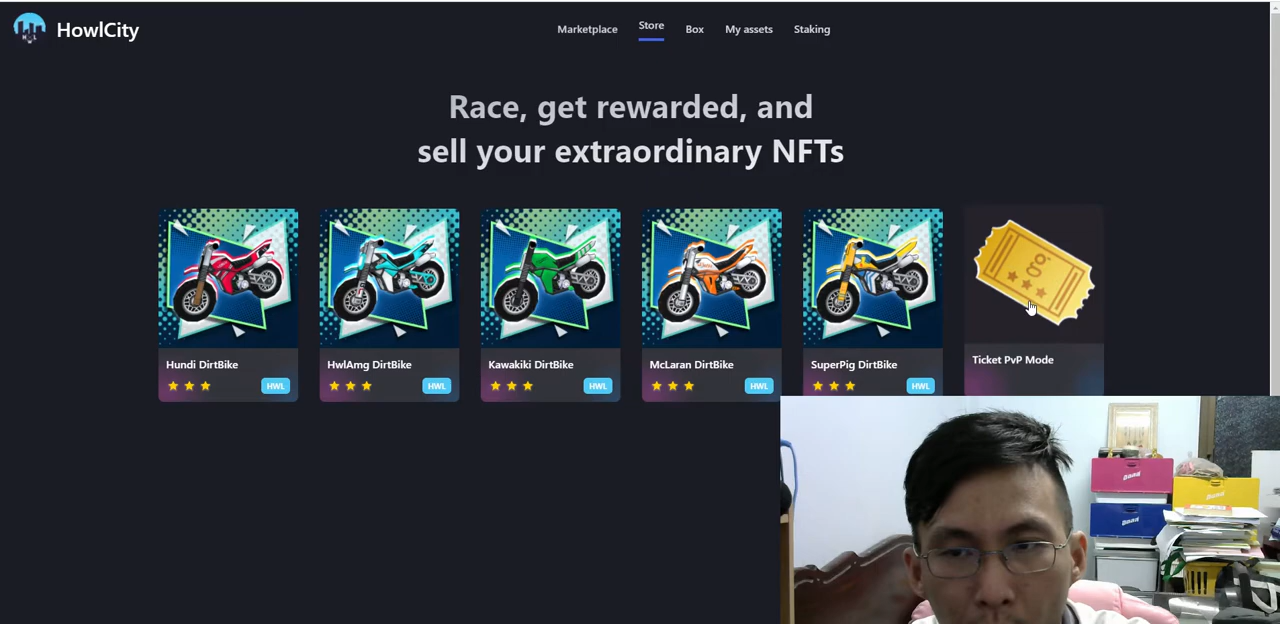 HowlCity
Marketplace Store Box My assets Staking
Race, get rewarded, and
sell your extraordinary NFTs
Hundi DirtBike
HWL
HwlAmg DirtBike
HWL
Kawakiki DirtBike
HWL
McLaran DirtBike
HWL
SuperPig DirtBike
HWL
Ticket PvP Mode